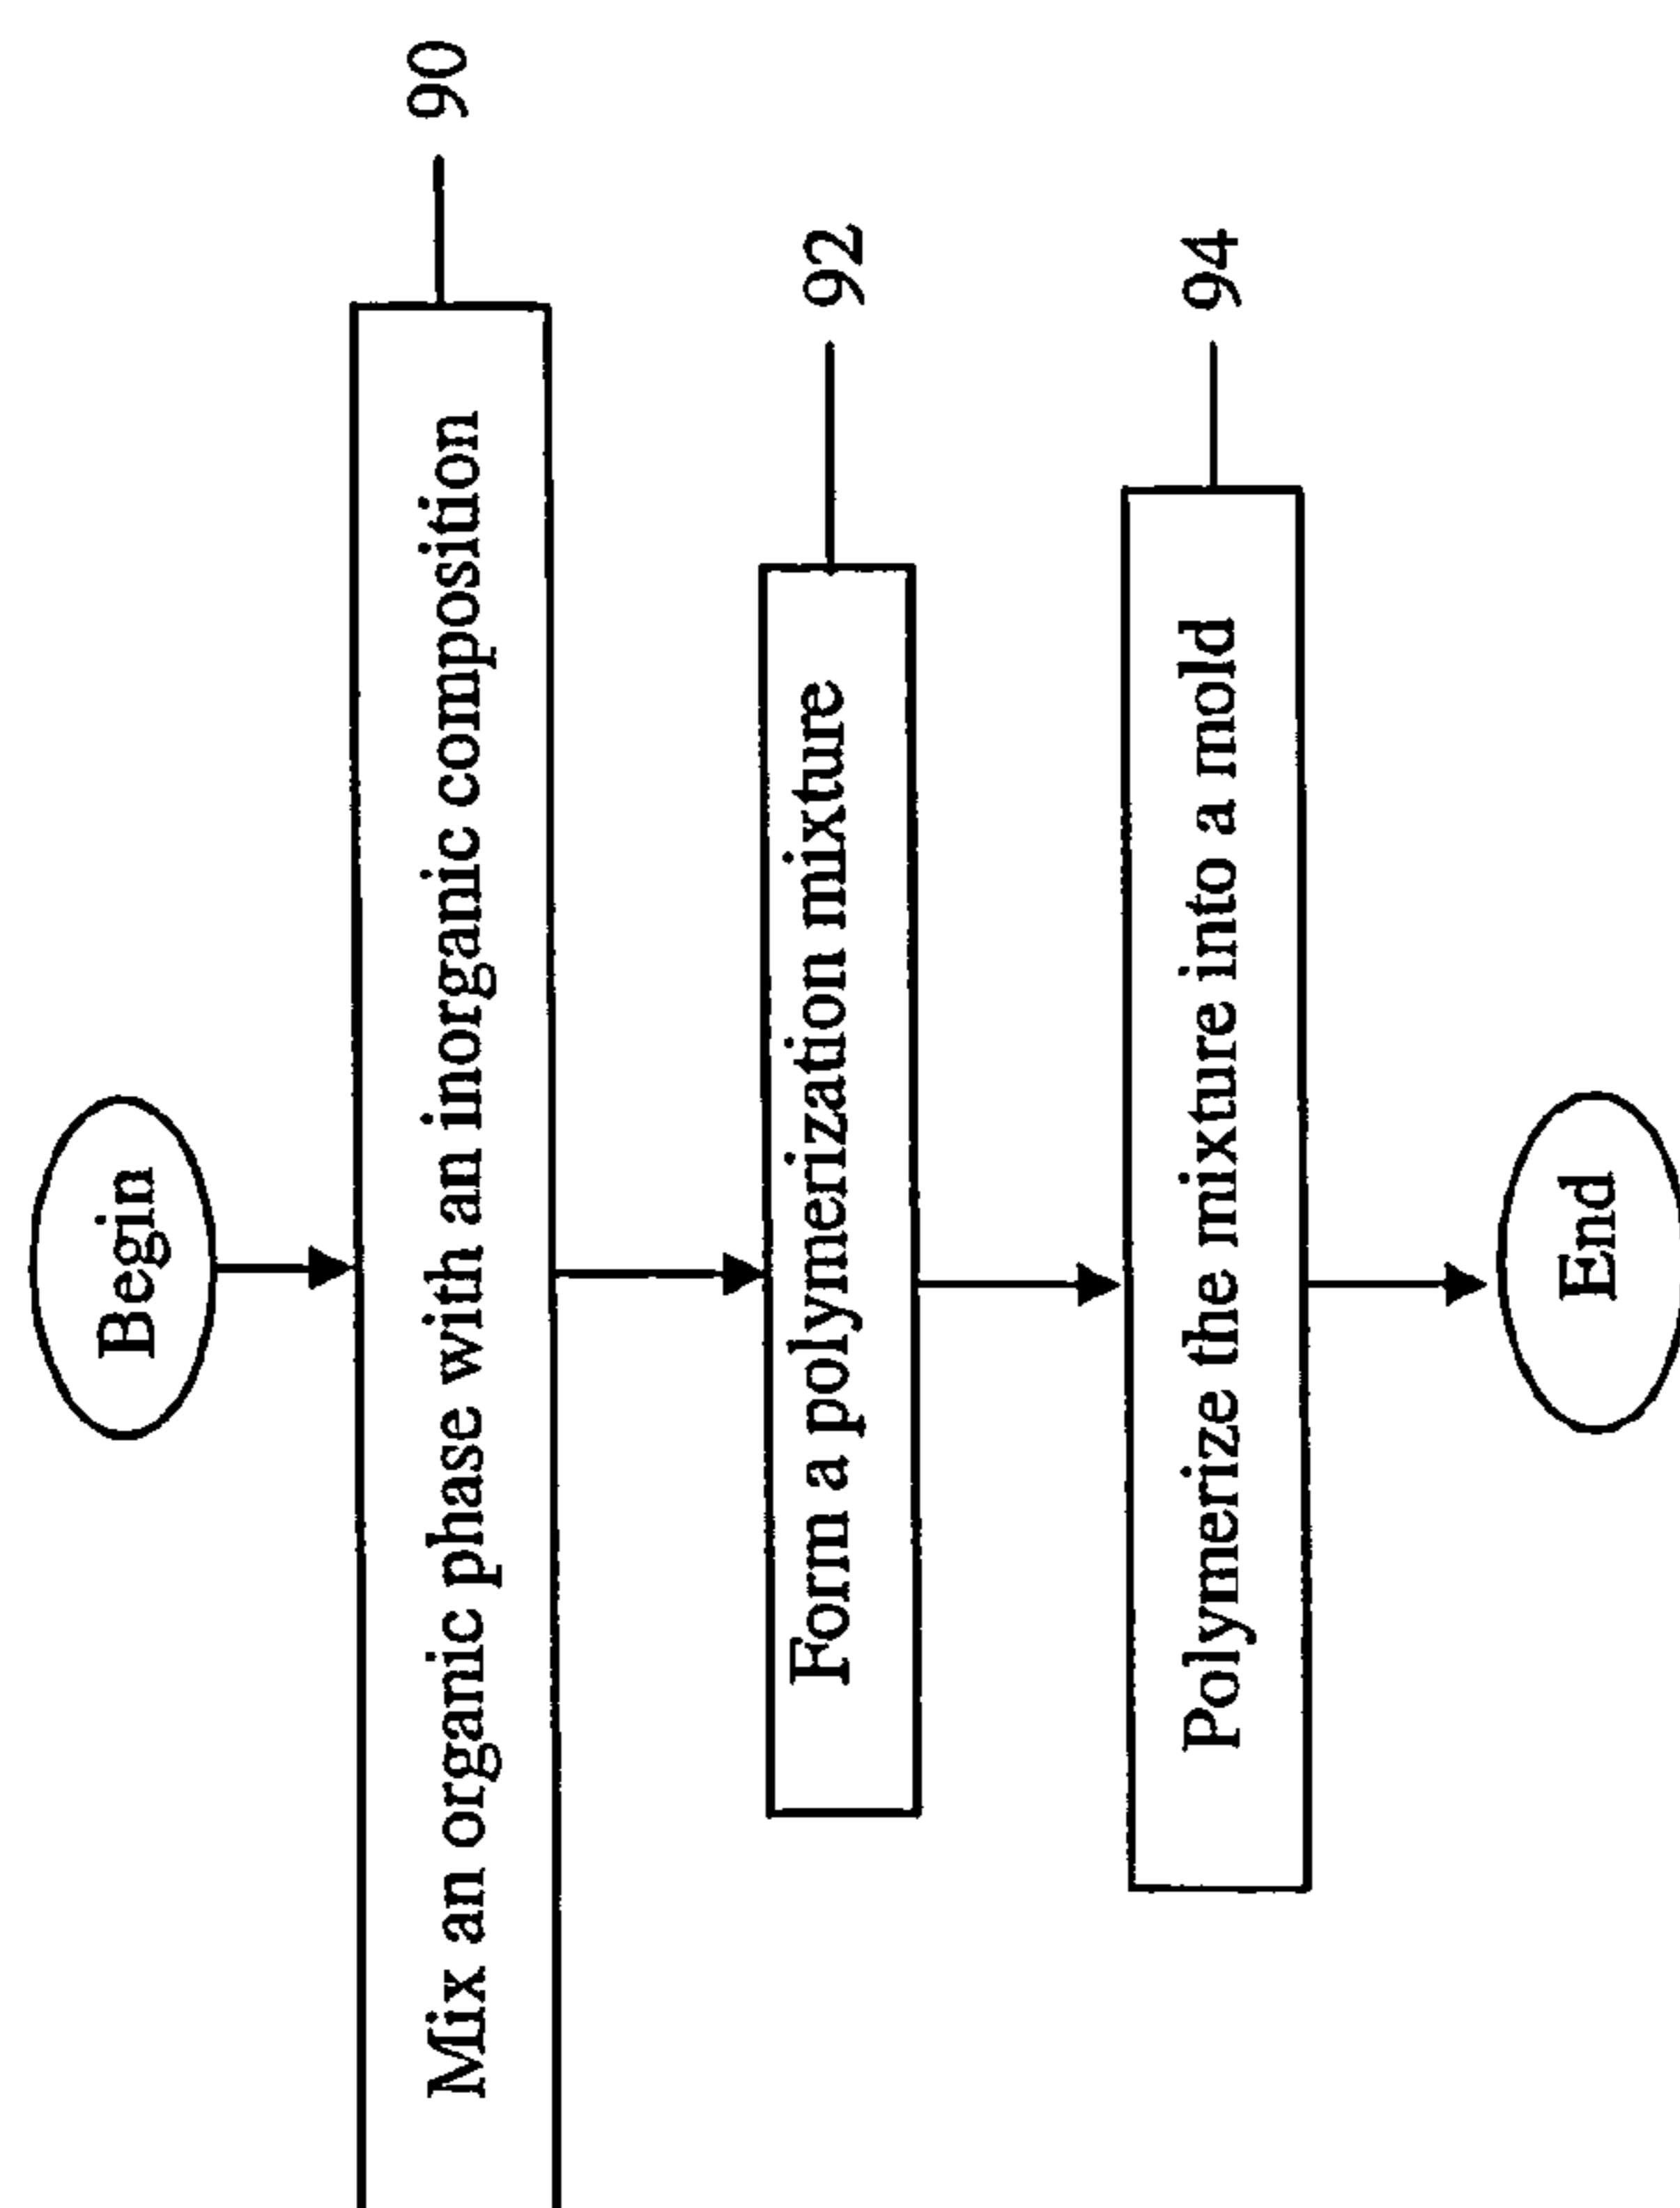 Begin
Mix an organic phase with an inorganic composition
90
Form a polymerization mixture
92
Polymerize the mixture into a mold
94
End